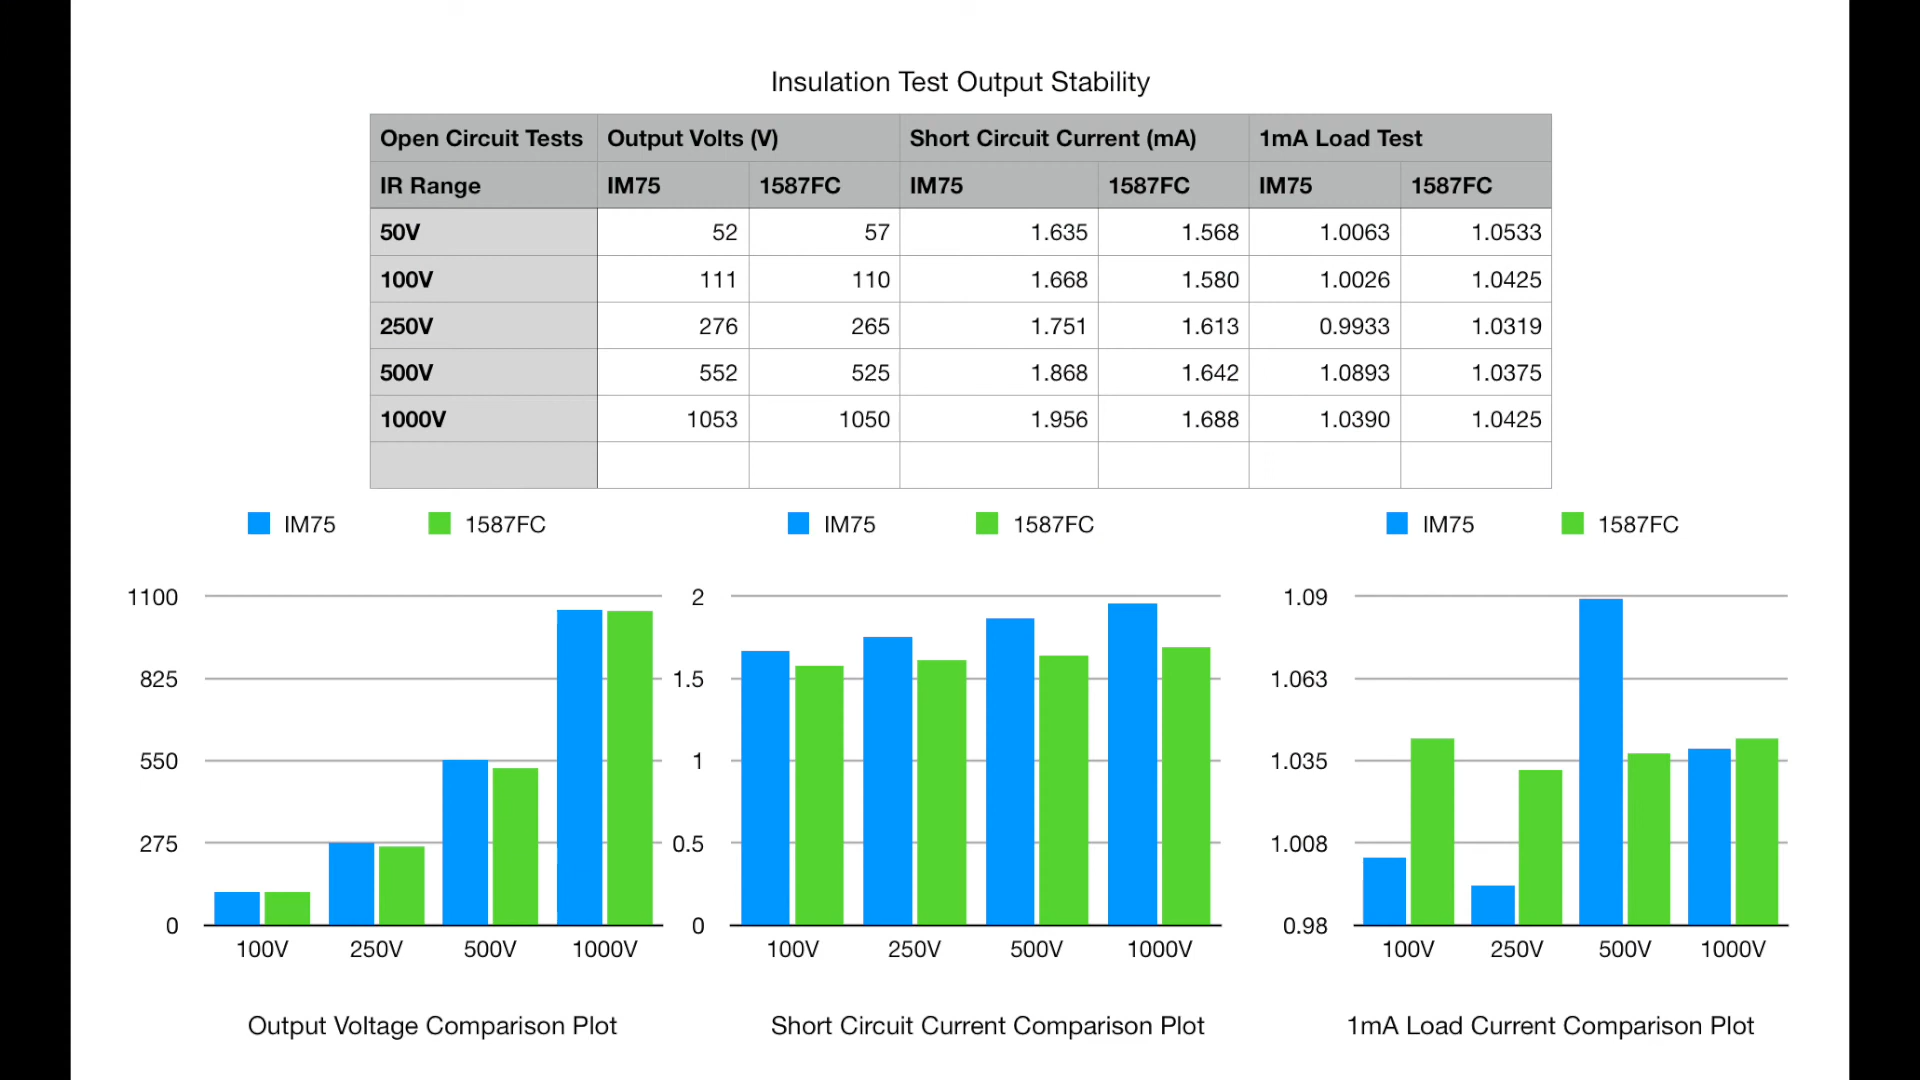 Insulation Test Output Stability
Open Circuit Tests Output Volts (V) Short Circuit Current (mA) 1mA Load Test
IR Range IM75 1587FC IM75 1587FC IM75 1587FC
50V 52 57 1.635 1.568 1.0063 1.0533
100V 111 110 1.668 1.580 1.0026 1.0425
250V 276 265 1.751 1.613 0.9933 1.0319
500V 552 525 1.868 1.642 1.0893 1.0375
1000V 1053 1050 1.956 1.688 1.0390 1.0425
IM75 1587FC
1100
825
550
275
0
100V 250V 500V 1000V
Output Voltage Comparison Plot
IM75 1587FC
2
1.5
1
0.5
0
100V 250V 500V 1000V
Short Circuit Current Comparison Plot
IM75 1587FC
1.09
1.063
1.035
1.008
0.98
100V 250V 500V 1000V
1mA Load Current Comparison Plot